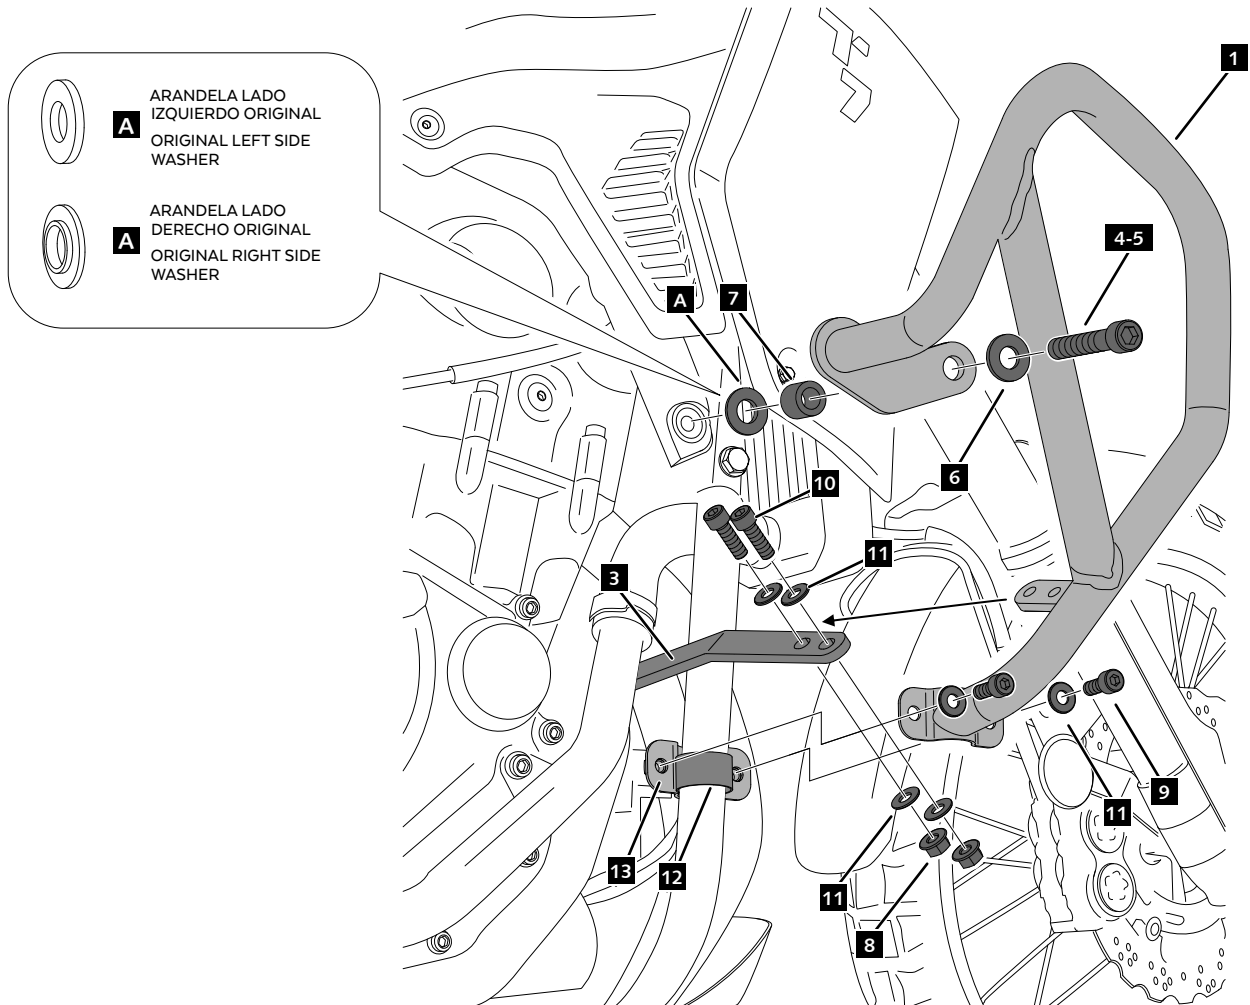 A
ARANDELA LADO
IZQUIERDO ORIGINAL
ORIGINAL LEFT SIDE
WASHER
A
ARANDELA LADO
DERECHO ORIGINAL
ORIGINAL RIGHT SIDE
WASHER
1
4-5
A
7
6
10
11
3
9
11
13
12
11
8